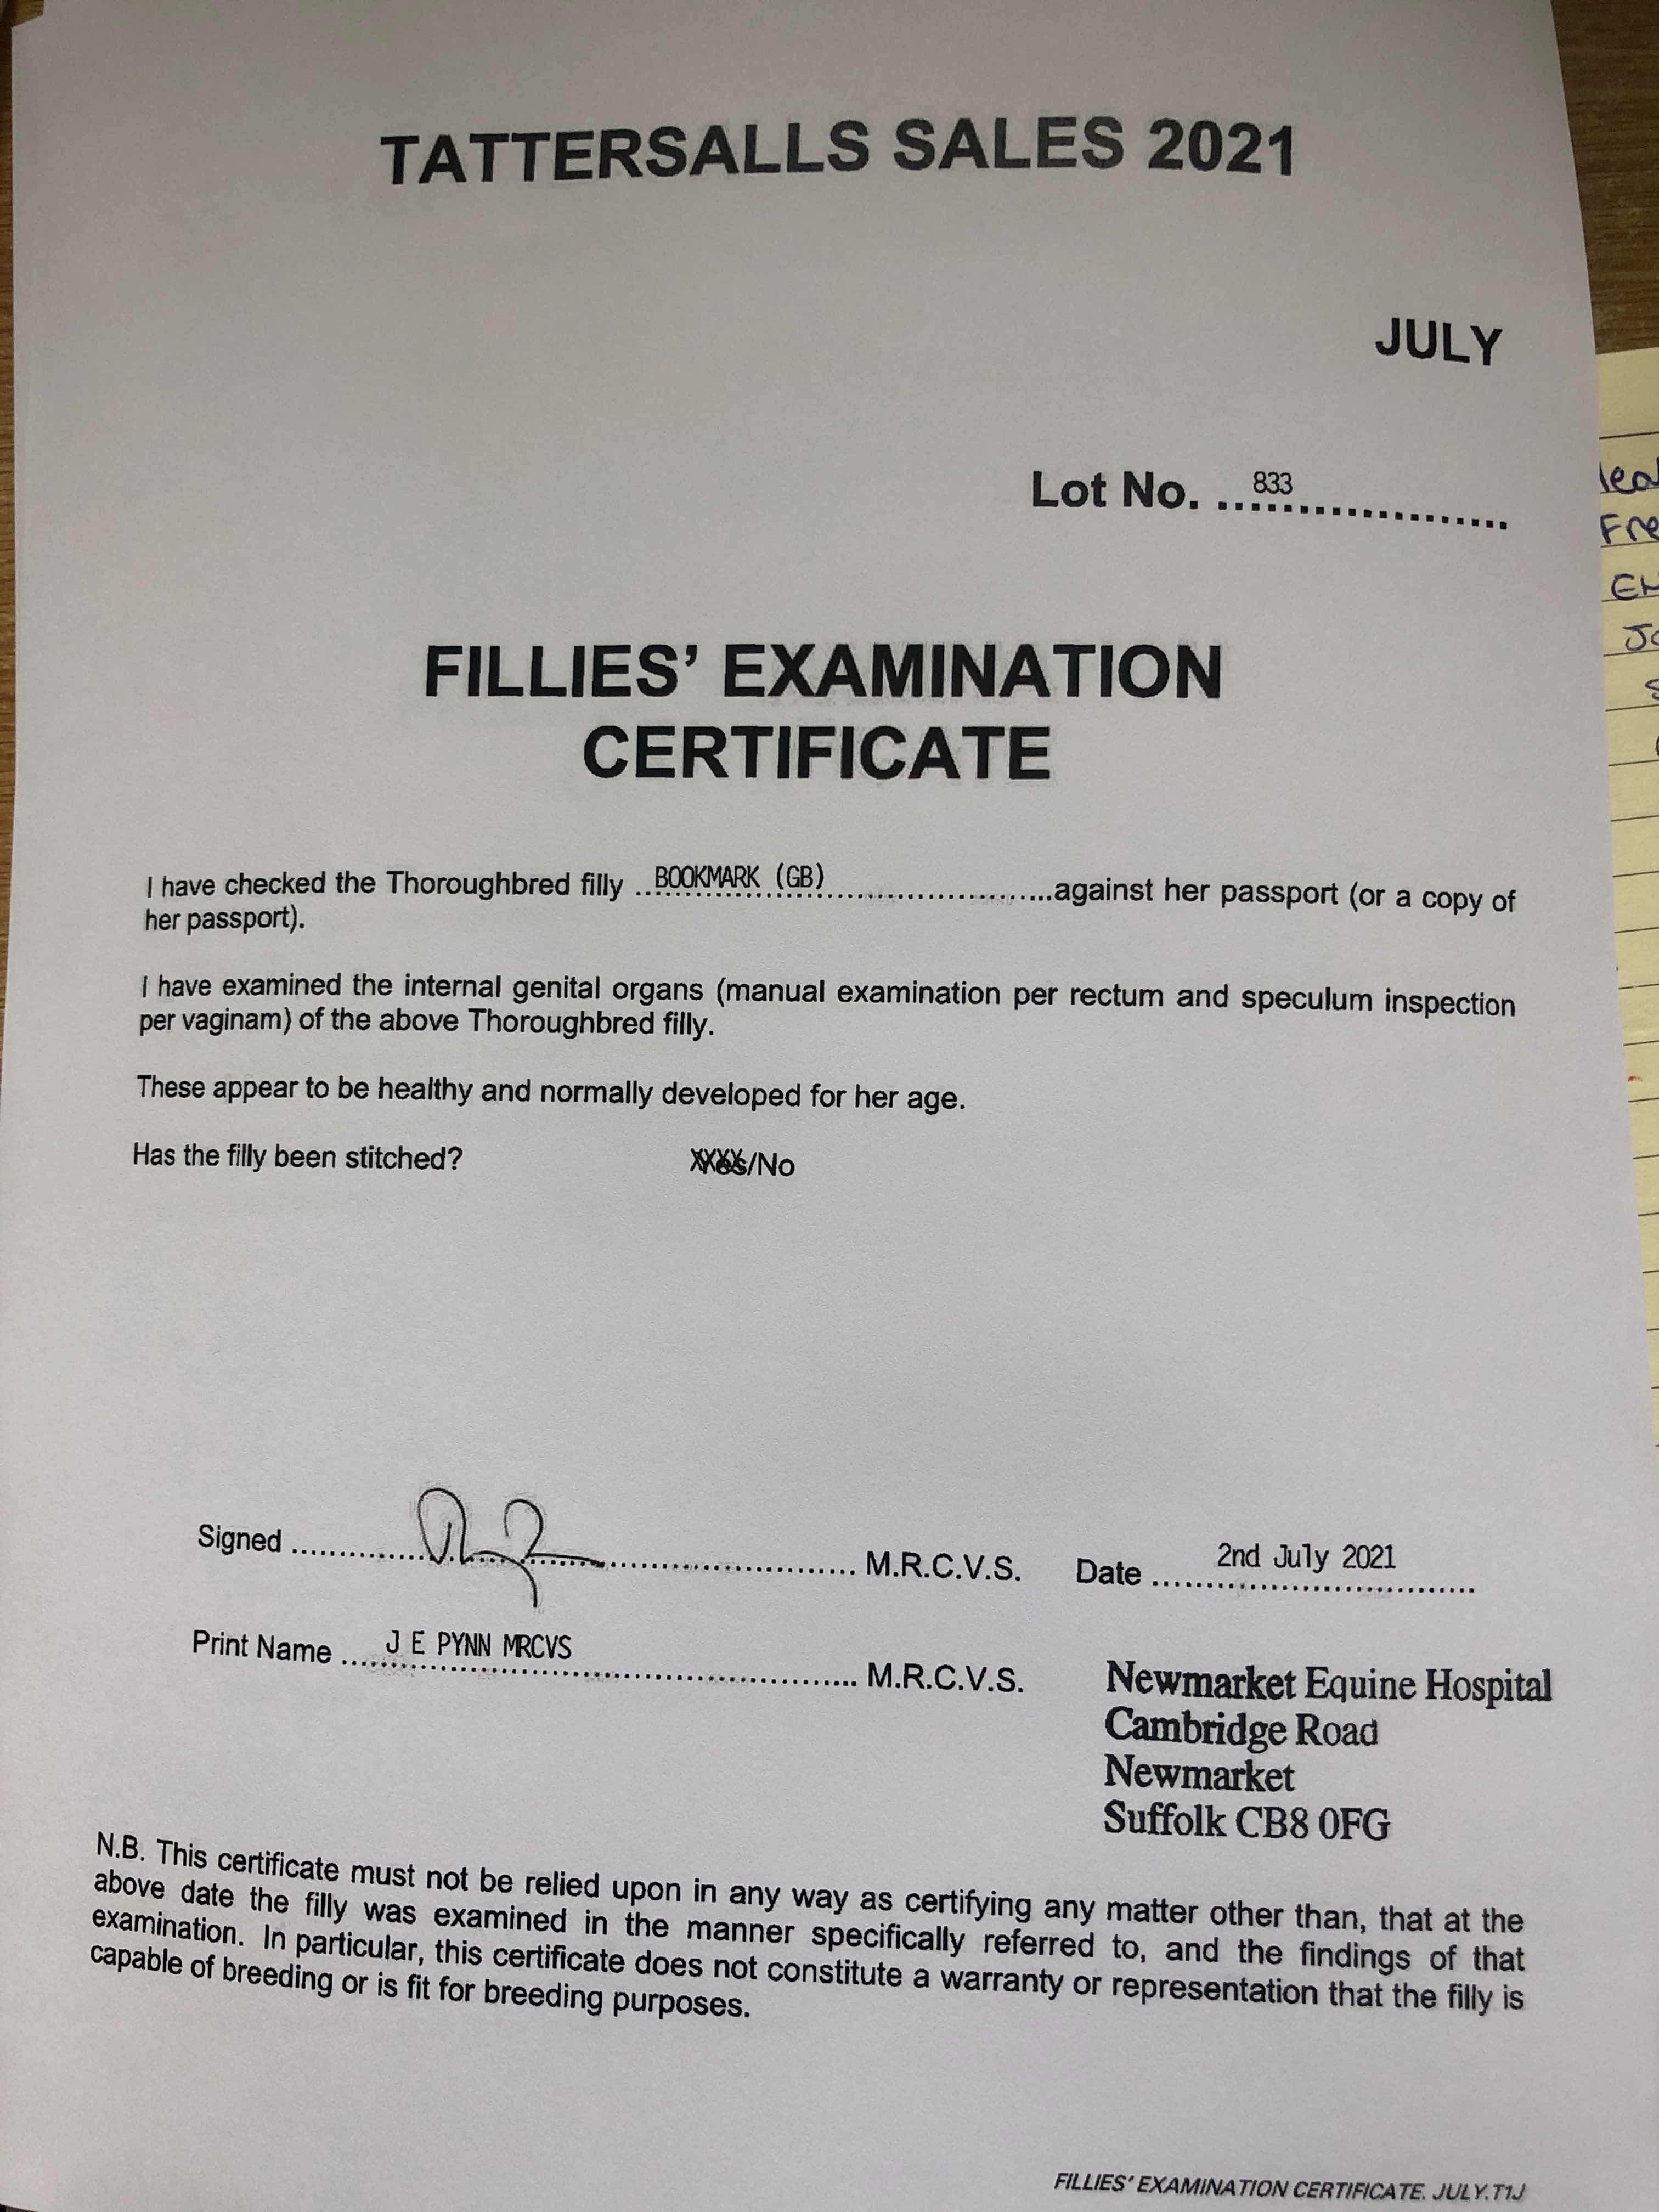 TATTERSALLS SALES 2021
JULY
Lot No. ..833....................
FILLIES' EXAMINATION
CERTIFICATE
I have checked the Thoroughbred filly ..BOOKMARK (GB)..............................against her passport (or a copy of
her passport).
I have examined the internal genital organs (manual examination per rectum and speculum inspection
per vaginam) of the above Thoroughbred filly.
These appear to be healthy and normally developed for her age.
Has the filly been stitched? Yes/No
Signed .......................................................... M.R.C.V.S. Date ..2nd July 2021..............
Print Name ....J E PYNN MRCVS.............................. M.R.C.V.S.
Newmarket Equine Hospital
Cambridge Road
Newmarket
Suffolk CB8 0FG
N.B. This certificate must not be relied upon in any way as certifying any matter other than, that at the
above date the filly was examined in the manner specifically referred to, and the findings of that
examination. In particular, this certificate does not constitute a warranty or representation that the filly is
capable of breeding or is fit for breeding purposes.
FILLIES' EXAMINATION CERTIFICATE. JULY.T1J